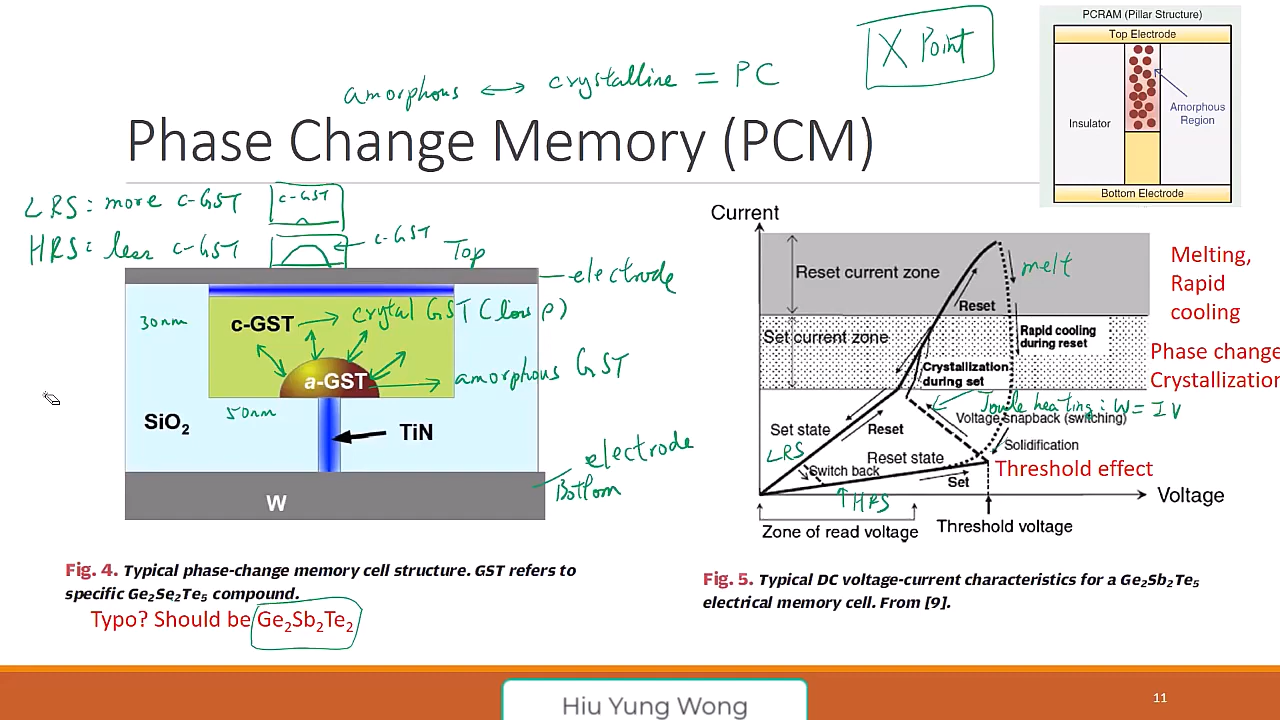 X Point
PCRAM (Pillar Structure)
Top Electrode
Insulator
Amorphous
Region
Bottom Electrode
amorphous ↔ crystalline = PC
Phase Change Memory (PCM)
LRS: more c-GST
c-GST
HRS: less c-GST
c-GST
Top
electrode
30nm
c-GST
crytal GST (low ρ)
a-GST
amorphous GST
50nm
SiO2
TiN
electrode
Bottom
W
Fig. 4. Typical phase-change memory cell structure. GST refers to
specific Ge2Se2Te5 compound.
Typo? Should be Ge2Sb2Te2
Current
Reset current zone
melt
Reset
Set current zone
Rapid cooling
during reset
Crystallization
during set
Joule heating: W = IV
Voltage snapback (switching)
Set state
Reset
LRS
Reset state
Solidification
Switch back
Set
HRS
Voltage
Zone of read voltage
Threshold voltage
Melting,
Rapid
cooling
Phase change
Crystallization
Threshold effect
Fig. 5. Typical DC voltage-current characteristics for a Ge2Sb2Te5
electrical memory cell. From [9].
11
Hiu Yung Wong